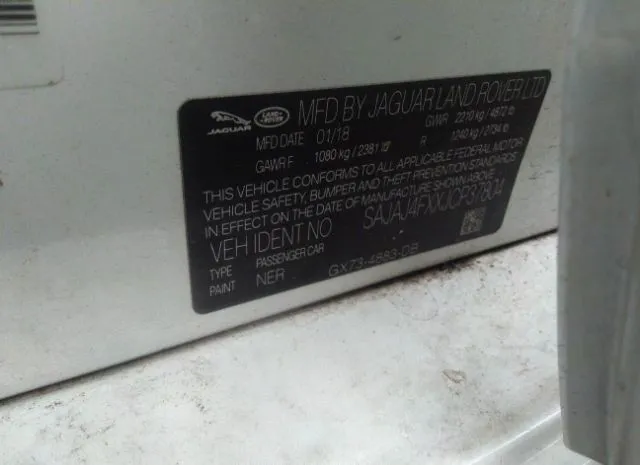 JAGUAR LAND ROVER MFD. BY JAGUAR LAND ROVER LTD
MFD DATE 01/18 GWR 2210 kg / 4872 lb
GAWR F 1080 kg / 2381 lb R 1240 kg / 2734 lb
THIS VEHICLE CONFORMS TO ALL APPLICABLE FEDERAL MOTOR
VEHICLE SAFETY, BUMPER AND THEFT PREVENTION STANDARDS
IN EFFECT ON THE DATE OF MANUFACTURE SHOWN ABOVE
VEH IDENT NO. SAJAJ4FXXJCP37804
TYPE PASSENGER CAR
PAINT NER GX73-4883-DB